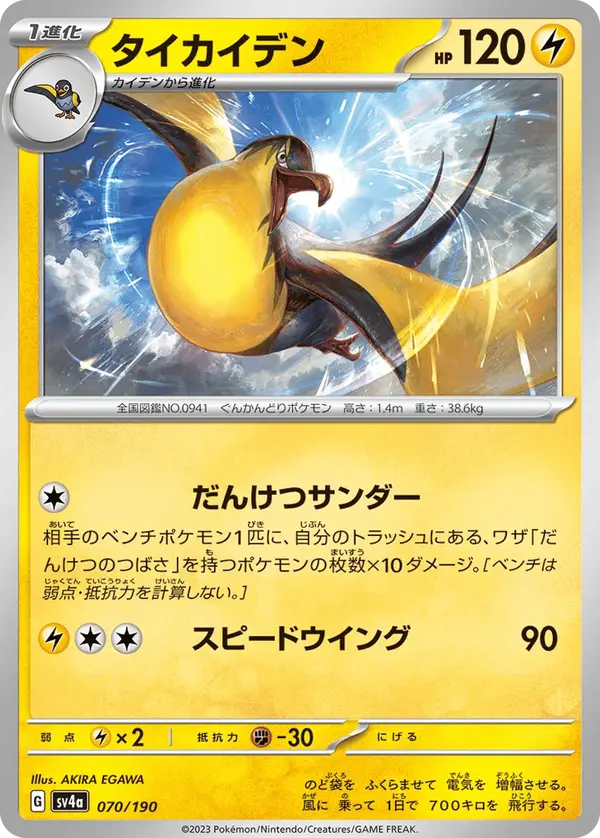 1進化
タイカイデン
HP 120
カイデンから進化
全国図鑑NO.0941 ぐんかんどりポケモン 高さ：1.4m 重さ：38.6kg
だんけつサンダー
相手のベンチポケモン1匹に、自分のトラッシュにある、ワザ「だ
んけつのつばさ」を持つポケモンの枚数×10ダメージ。［ベンチは
弱点・抵抗力を計算しない。］
スピードウイング 90
弱点 ×2 抵抗力 -30 にげる
Illus. AKIRA EGAWA
のど袋を ふくらませて 電気を 増幅させる。
風に 乗って 1日で 700キロを 飛行する。
G sv4a 070/190
©2023 Pokémon/Nintendo/Creatures/GAME FREAK.